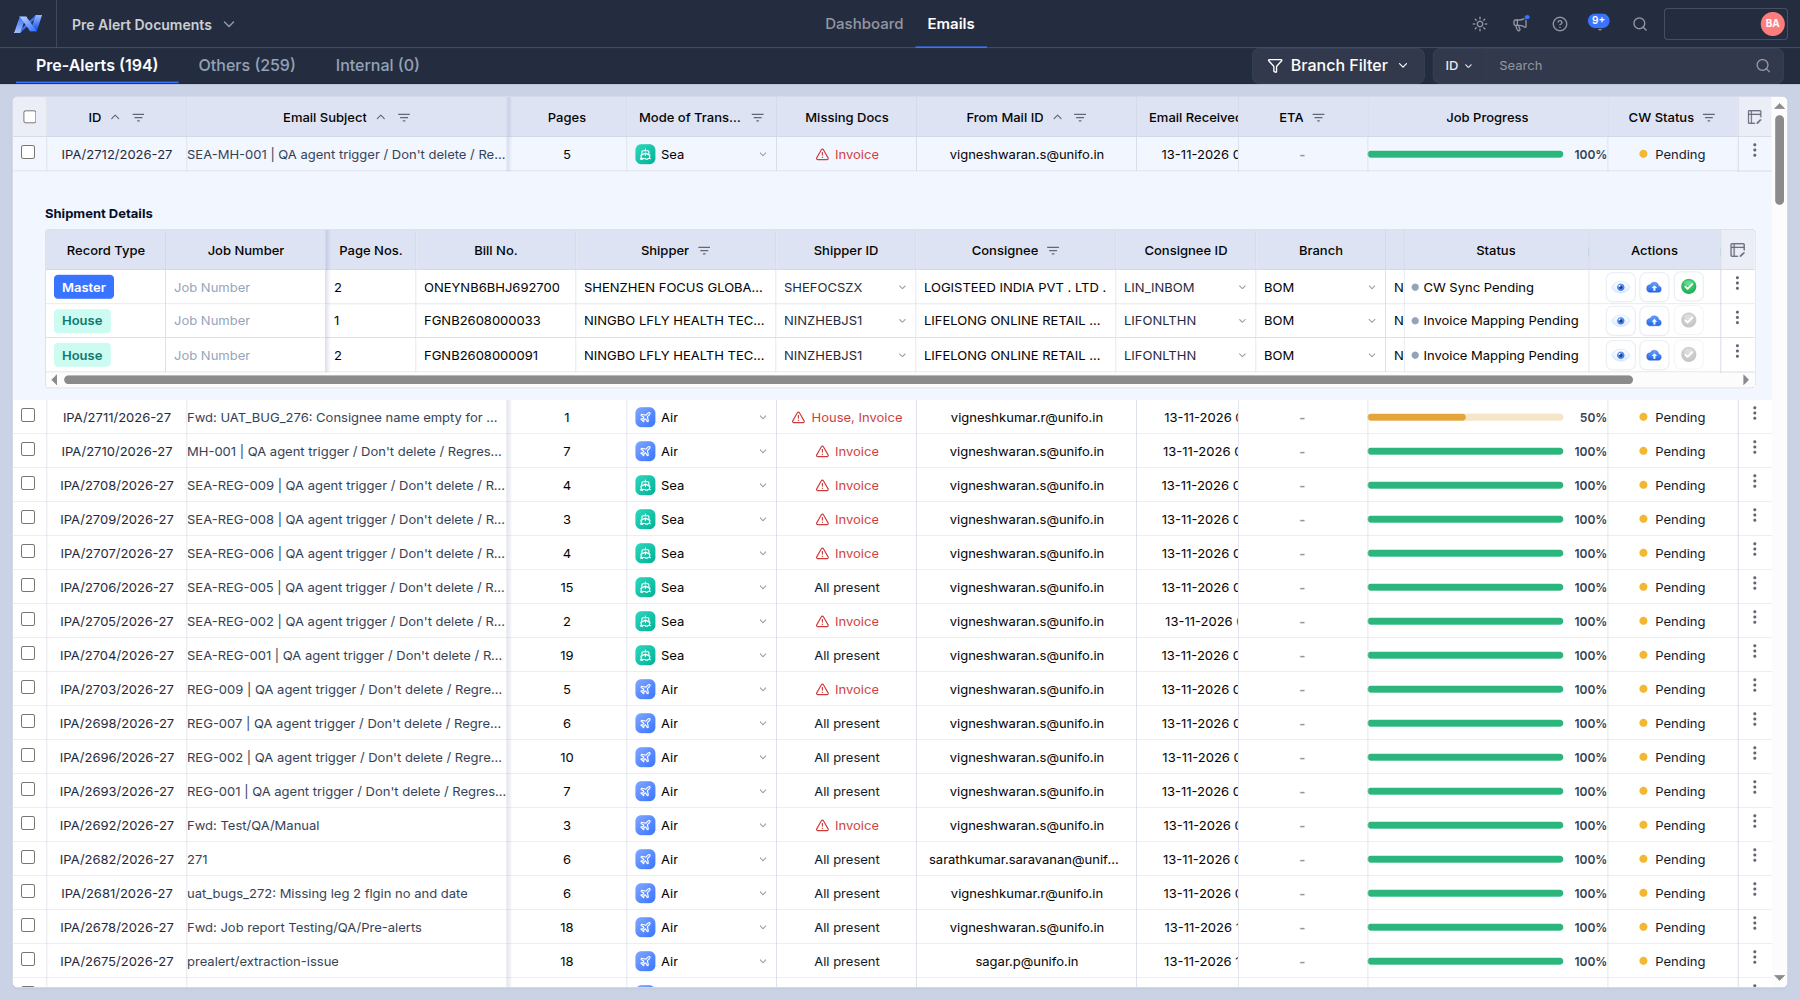 Pre Alert Documents Dashboard Emails 9+ BA
Pre-Alerts (194) Others (259) Internal (0) Branch Filter ID Search
ID Email Subject Pages Mode of Trans... Missing Docs From Mail ID Email Received ETA Job Progress CW Status
IPA/2712/2026-27 SEA-MH-001 | QA agent trigger / Don't delete / Re... 5 Sea Invoice vigneshwaran.s@unifo.in 13-11-2026 - 100% Pending
Shipment Details
Record Type Job Number Page Nos. Bill No. Shipper Shipper ID Consignee Consignee ID Branch Status Actions
Master Job Number 2 ONEYNB6BHJ692700 SHENZHEN FOCUS GLOBA... SHEFOCSZX LOGISTEED INDIA PVT . LTD . LIN_INBOM BOM N CW Sync Pending
House Job Number 1 FGNB2608000033 NINGBO LFLY HEALTH TEC... NINZHEBJS1 LIFELONG ONLINE RETAIL ... LIFONLTHN BOM N Invoice Mapping Pending
House Job Number 2 FGNB2608000091 NINGBO LFLY HEALTH TEC... NINZHEBJS1 LIFELONG ONLINE RETAIL ... LIFONLTHN BOM N Invoice Mapping Pending
IPA/2711/2026-27 Fwd: UAT_BUG_276: Consignee name empty for ... 1 Air House, Invoice vigneshkumar.r@unifo.in 13-11-2026 - 50% Pending
IPA/2710/2026-27 MH-001 | QA agent trigger / Don't delete / Regres... 7 Air Invoice vigneshwaran.s@unifo.in 13-11-2026 - 100% Pending
IPA/2708/2026-27 SEA-REG-009 | QA agent trigger / Don't delete / R... 4 Sea Invoice vigneshwaran.s@unifo.in 13-11-2026 - 100% Pending
IPA/2709/2026-27 SEA-REG-008 | QA agent trigger / Don't delete / R... 3 Sea Invoice vigneshwaran.s@unifo.in 13-11-2026 - 100% Pending
IPA/2707/2026-27 SEA-REG-006 | QA agent trigger / Don't delete / R... 4 Sea Invoice vigneshwaran.s@unifo.in 13-11-2026 - 100% Pending
IPA/2706/2026-27 SEA-REG-005 | QA agent trigger / Don't delete / R... 15 Sea All present vigneshwaran.s@unifo.in 13-11-2026 - 100% Pending
IPA/2705/2026-27 SEA-REG-002 | QA agent trigger / Don't delete / R... 2 Sea Invoice vigneshwaran.s@unifo.in 13-11-2026 - 100% Pending
IPA/2704/2026-27 SEA-REG-001 | QA agent trigger / Don't delete / R... 19 Sea All present vigneshwaran.s@unifo.in 13-11-2026 - 100% Pending
IPA/2703/2026-27 REG-009 | QA agent trigger / Don't delete / Regre... 5 Air Invoice vigneshwaran.s@unifo.in 13-11-2026 - 100% Pending
IPA/2698/2026-27 REG-007 | QA agent trigger / Don't delete / Regre... 6 Air All present vigneshwaran.s@unifo.in 13-11-2026 - 100% Pending
IPA/2696/2026-27 REG-002 | QA agent trigger / Don't delete / Regre... 10 Air All present vigneshwaran.s@unifo.in 13-11-2026 - 100% Pending
IPA/2693/2026-27 REG-001 | QA agent trigger / Don't delete / Regres... 7 Air All present vigneshwaran.s@unifo.in 13-11-2026 - 100% Pending
IPA/2692/2026-27 Fwd: Test/QA/Manual 3 Air Invoice vigneshwaran.s@unifo.in 13-11-2026 - 100% Pending
IPA/2682/2026-27 271 6 Air All present sarathkumar.saravanan@unif... 13-11-2026 - 100% Pending
IPA/2681/2026-27 uat_bugs_272: Missing leg 2 flgin no and date 6 Air All present vigneshkumar.r@unifo.in 13-11-2026 - 100% Pending
IPA/2678/2026-27 Fwd: Job report Testing/QA/Pre-alerts 18 Air All present vigneshwaran.s@unifo.in 13-11-2026 - 100% Pending
IPA/2675/2026-27 prealert/extraction-issue 18 Air All present sagar.p@unifo.in 13-11-2026 - 100% Pending